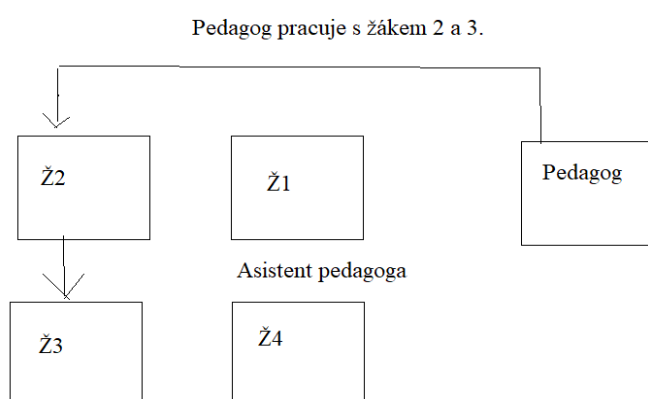 Pedagog pracuje s žákem 2 a 3.
Ž2
Ž1
Pedagog
Asistent pedagoga
Ž3
Ž4